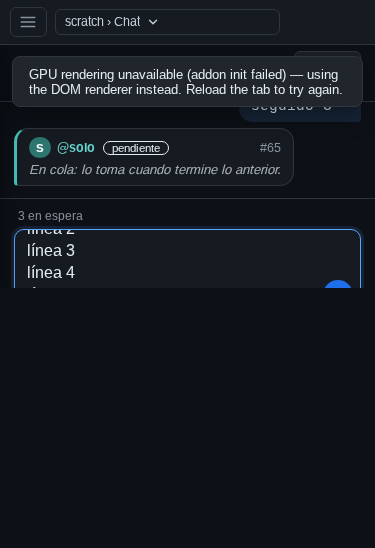 scratch › Chat
GPU rendering unavailable (addon init failed) — using
the DOM renderer instead. Reload the tab to try again.
seguido 3
S @solo pendiente #65
En cola: lo toma cuando termine lo anterior.
3 en espera
línea 2
línea 3
línea 4